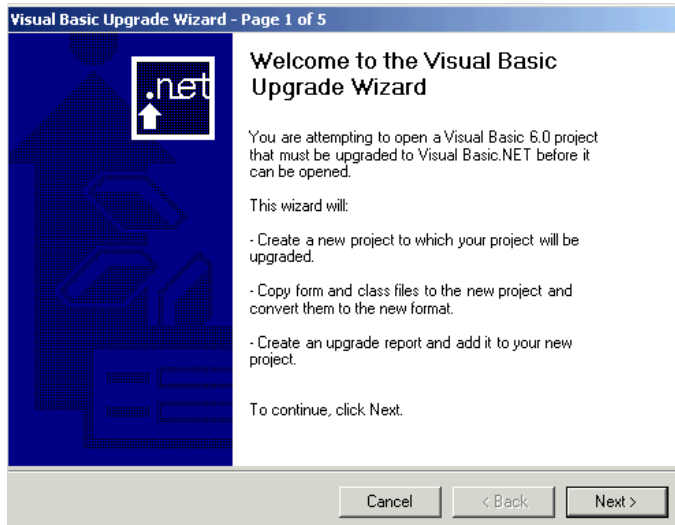 Visual Basic Upgrade Wizard - Page 1 of 5
.net
Welcome to the Visual Basic
Upgrade Wizard
You are attempting to open a Visual Basic 6.0 project
that must be upgraded to Visual Basic.NET before it
can be opened.
This wizard will:
- Create a new project to which your project will be
upgraded.
- Copy form and class files to the new project and
convert them to the new format.
- Create an upgrade report and add it to your new
project.
To continue, click Next.
Cancel
< Back
Next >